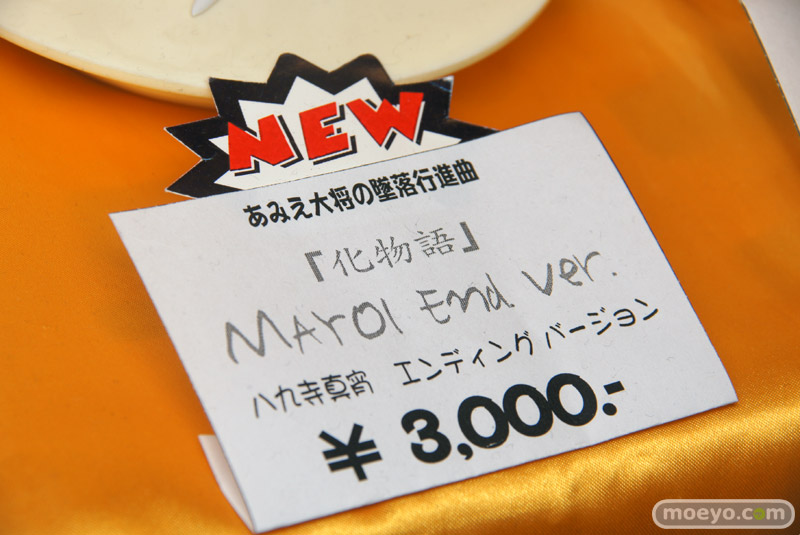 NEW
あみえ大将の墜落行進曲
『化物語』
MAYOI End Ver.
八九寺真宵 エンディングバージョン
¥ 3,000.-
moeyo.com